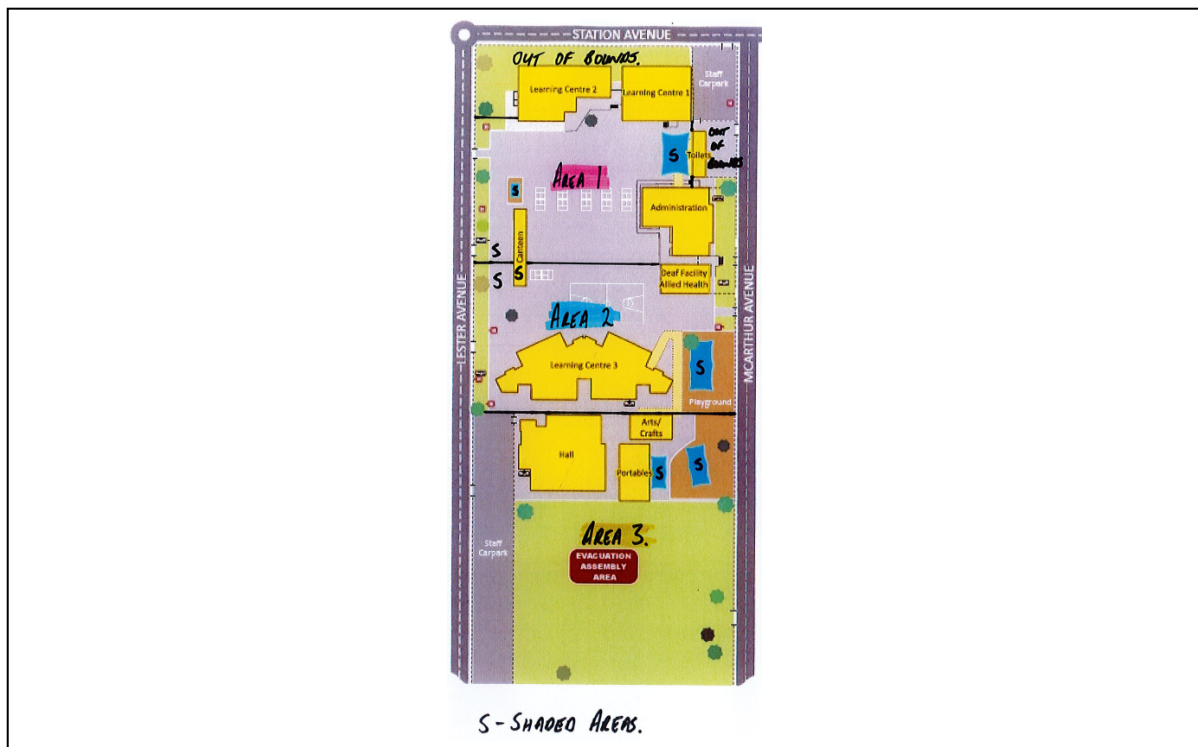 STATION AVENUE
OUT OF BOUNDS.
Staff
Carpark
Learning Centre 2
Learning Centre 1
OUT
OF
BOUNDS
S
Toilets
AREA 1
S
Administration
Canteen
S
S
S
Deaf Facility
Allied Health
LESTER AVENUE
MCARTHUR AVENUE
AREA 2
Learning Centre 3
S
Playground
Arts/
Crafts
Hall
Portables
S
S
AREA 3.
Staff
Carpark
EVACUATION
ASSEMBLY
AREA
S - SHADED AREAS.